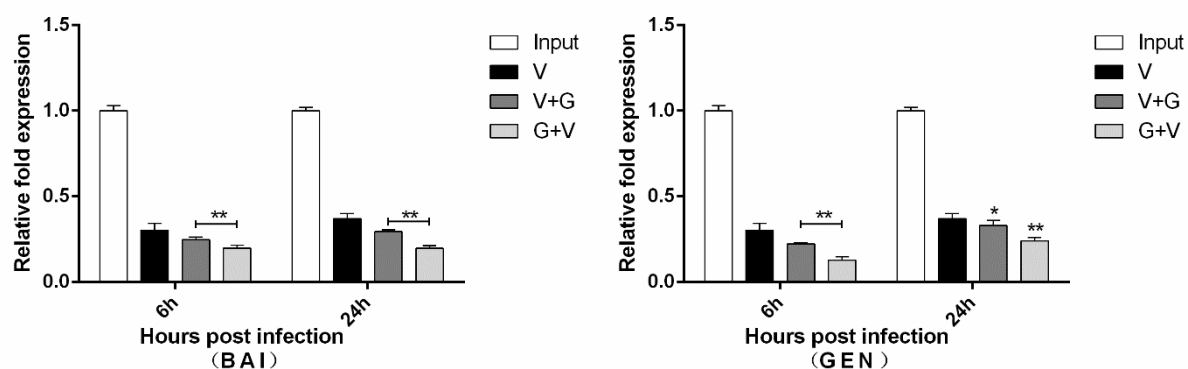 Relative fold expression
1.5
1.0
0.5
0.0
**
**
6h
24h
Hours post infection
(BAI)
Input
V
V+G
G+V
Relative fold expression
1.5
1.0
0.5
0.0
**
*
**
6h
24h
Hours post infection
(GEN)
Input
V
V+G
G+V